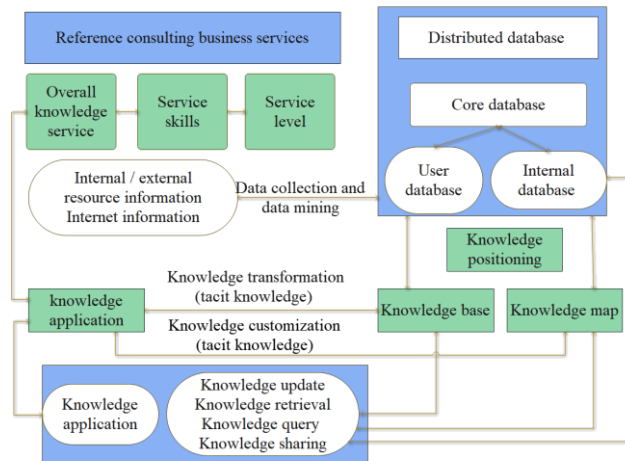 Reference consulting business services
Distributed database
Overall
knowledge
service
Service
skills
Service
level
Core database
User
database
Internal
database
Internal / external
resource information
Internet information
Data collection and
data mining
Knowledge
positioning
Knowledge transformation
(tacit knowledge)
knowledge
application
Knowledge base
Knowledge map
Knowledge customization
(tacit knowledge)
Knowledge
application
Knowledge update
Knowledge retrieval
Knowledge query
Knowledge sharing